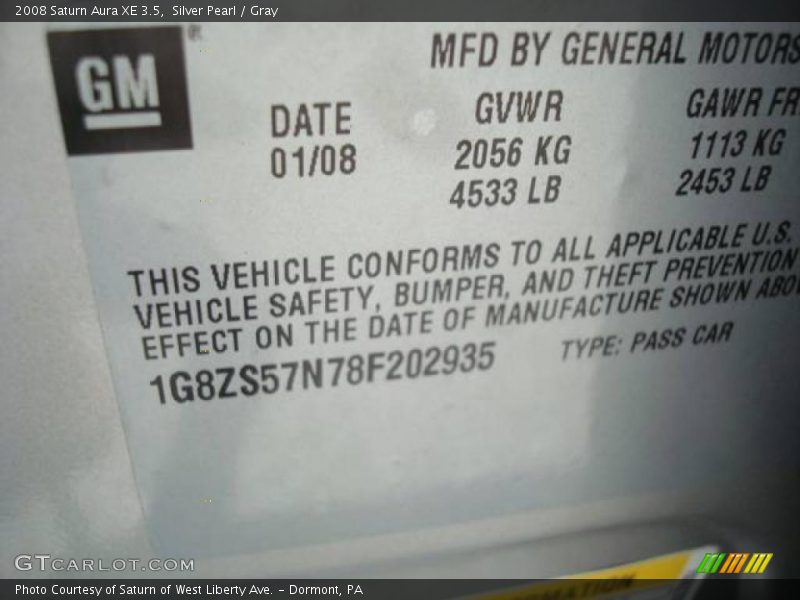 2008 Saturn Aura XE 3.5, Silver Pearl / Gray
GM ®
MFD BY GENERAL MOTORS
DATE GVWR GAWR FR
01/08 2056 KG 1113 KG
4533 LB 2453 LB
THIS VEHICLE CONFORMS TO ALL APPLICABLE U.S.
VEHICLE SAFETY, BUMPER, AND THEFT PREVENTION
EFFECT ON THE DATE OF MANUFACTURE SHOWN ABO
1G8ZS57N78F202935 TYPE: PASS CAR
GTCARLOT.COM
Photo Courtesy of Saturn of West Liberty Ave. - Dormont, PA